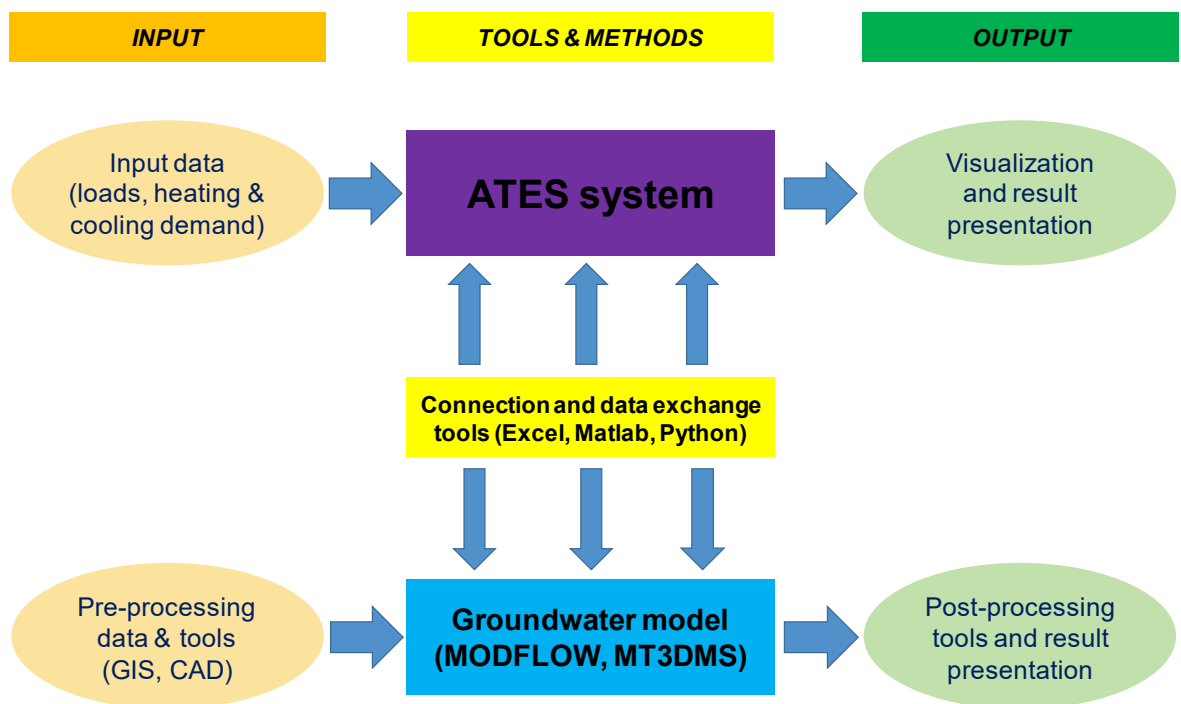 INPUT
TOOLS & METHODS
OUTPUT
Input data
(loads, heating &
cooling demand)
ATES system
Visualization
and result
presentation
Connection and data exchange
tools (Excel, Matlab, Python)
Pre-processing
data & tools
(GIS, CAD)
Groundwater model
(MODFLOW, MT3DMS)
Post-processing
tools and result
presentation